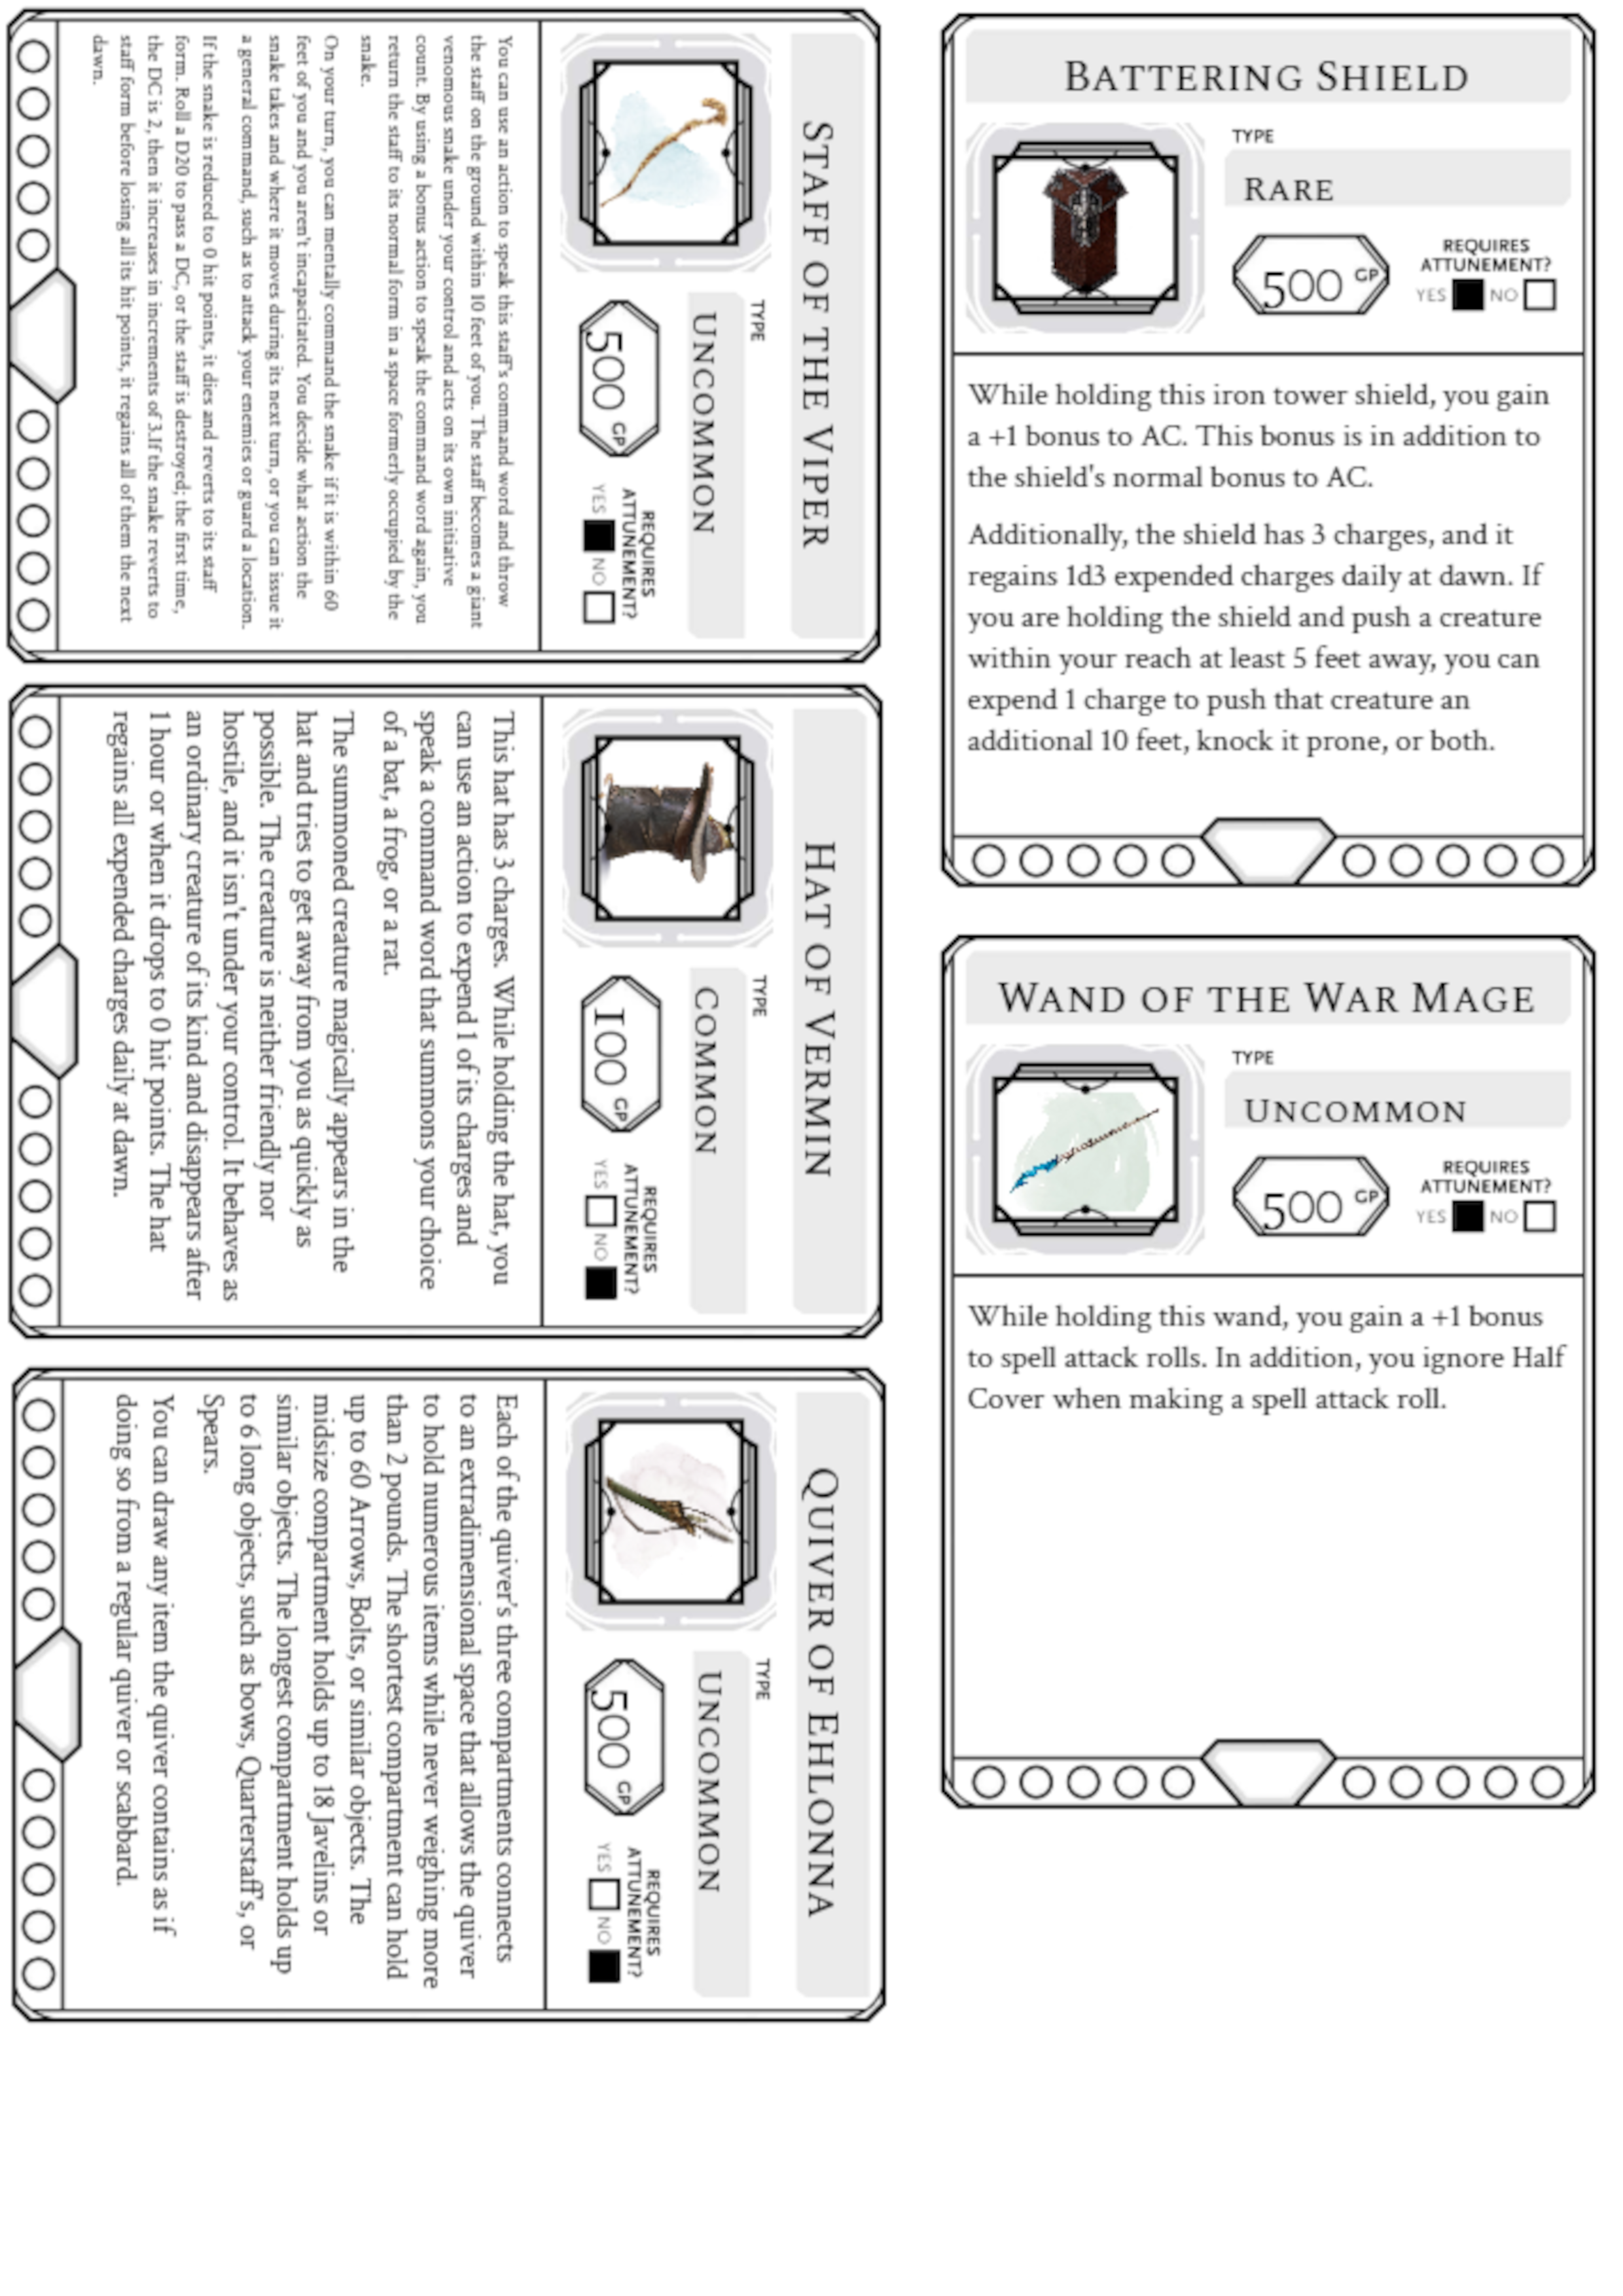 STAFF OF THE VIPER
TYPE
UNCOMMON
500 GP
REQUIRES
ATTUNEMENT?
YES NO
You can use an action to speak this staff's command word and throw
the staff on the ground within 10 feet of you. The staff becomes a giant
venomous snake under your control and acts on its own initiative
count. By using a bonus action to speak the command word again, you
return the staff to its normal form in a space formerly occupied by the
snake.
On your turn, you can mentally command the snake if it is within 60
feet of you and you aren't incapacitated. You decide what action the
snake takes and where it moves during its next turn, or you can issue it
a general command, such as to attack your enemies or guard a location.
If the snake is reduced to 0 hit points, it dies and reverts to its staff
form. Roll a D20 to pass a DC, or the staff is destroyed; the first time,
the DC is 2, then it increases in increments of 3.If the snake reverts to
staff form before losing all its hit points, it regains all of them the next
dawn.
HAT OF VERMIN
TYPE
COMMON
100 GP
REQUIRES
ATTUNEMENT?
YES NO
This hat has 3 charges. While holding the hat, you
can use an action to expend 1 of its charges and
speak a command word that summons your choice
of a bat, a frog, or a rat.
The summoned creature magically appears in the
hat and tries to get away from you as quickly as
possible. The creature is neither friendly nor
hostile, and it isn't under your control. It behaves as
an ordinary creature of its kind and disappears after
1 hour or when it drops to 0 hit points. The hat
regains all expended charges daily at dawn.
QUIVER OF EHLONNA
TYPE
UNCOMMON
500 GP
REQUIRES
ATTUNEMENT?
YES NO
Each of the quiver's three compartments connects
to an extradimensional space that allows the quiver
to hold numerous items while never weighing more
than 2 pounds. The shortest compartment can hold
up to 60 Arrows, Bolts, or similar objects. The
midsize compartment holds up to 18 Javelins or
similar objects. The longest compartment holds up
to 6 long objects, such as bows, Quarterstaff's, or
Spears.
You can draw any item the quiver contains as if
doing so from a regular quiver or scabbard.
BATTERING SHIELD
TYPE
RARE
500 GP
REQUIRES
ATTUNEMENT?
YES NO
While holding this iron tower shield, you gain
a +1 bonus to AC. This bonus is in addition to
the shield's normal bonus to AC.
Additionally, the shield has 3 charges, and it
regains 1d3 expended charges daily at dawn. If
you are holding the shield and push a creature
within your reach at least 5 feet away, you can
expend 1 charge to push that creature an
additional 10 feet, knock it prone, or both.
WAND OF THE WAR MAGE
TYPE
UNCOMMON
500 GP
REQUIRES
ATTUNEMENT?
YES NO
While holding this wand, you gain a +1 bonus
to spell attack rolls. In addition, you ignore Half
Cover when making a spell attack roll.